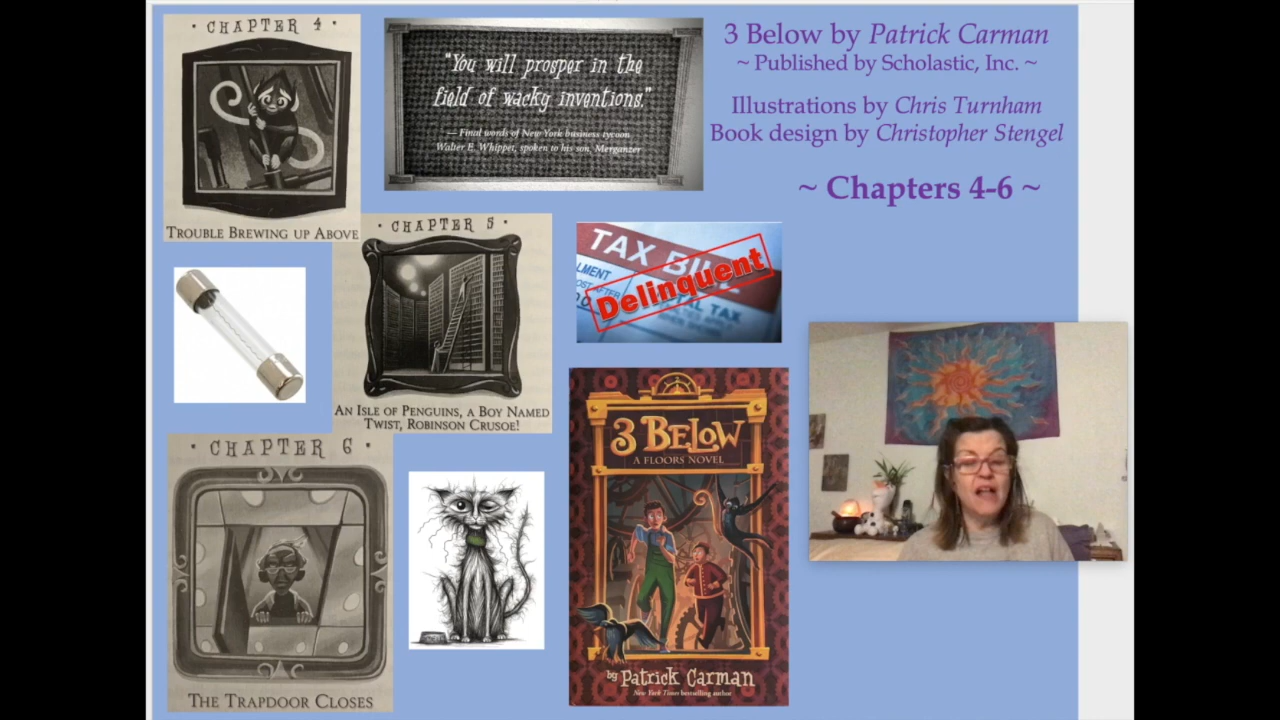 · CHAPTER 4 ·
TROUBLE BREWING UP ABOVE
"You will prosper in the
field of wacky inventions."
— Final words of New York business tycoon
Walter E. Whippet, spoken to his son, Merganzer
3 Below by Patrick Carman
~ Published by Scholastic, Inc. ~
Illustrations by Chris Turnham
Book design by Christopher Stengel
~ Chapters 4-6 ~
· CHAPTER 5 ·
AN ISLE OF PENGUINS, A BOY NAMED
TWIST, ROBINSON CRUSOE!
TAX BILL
Delinquent
TAL TAX
· CHAPTER 6 ·
THE TRAPDOOR CLOSES
3 BELOW
A FLOORS NOVEL
by Patrick Carman
New York Times bestselling author